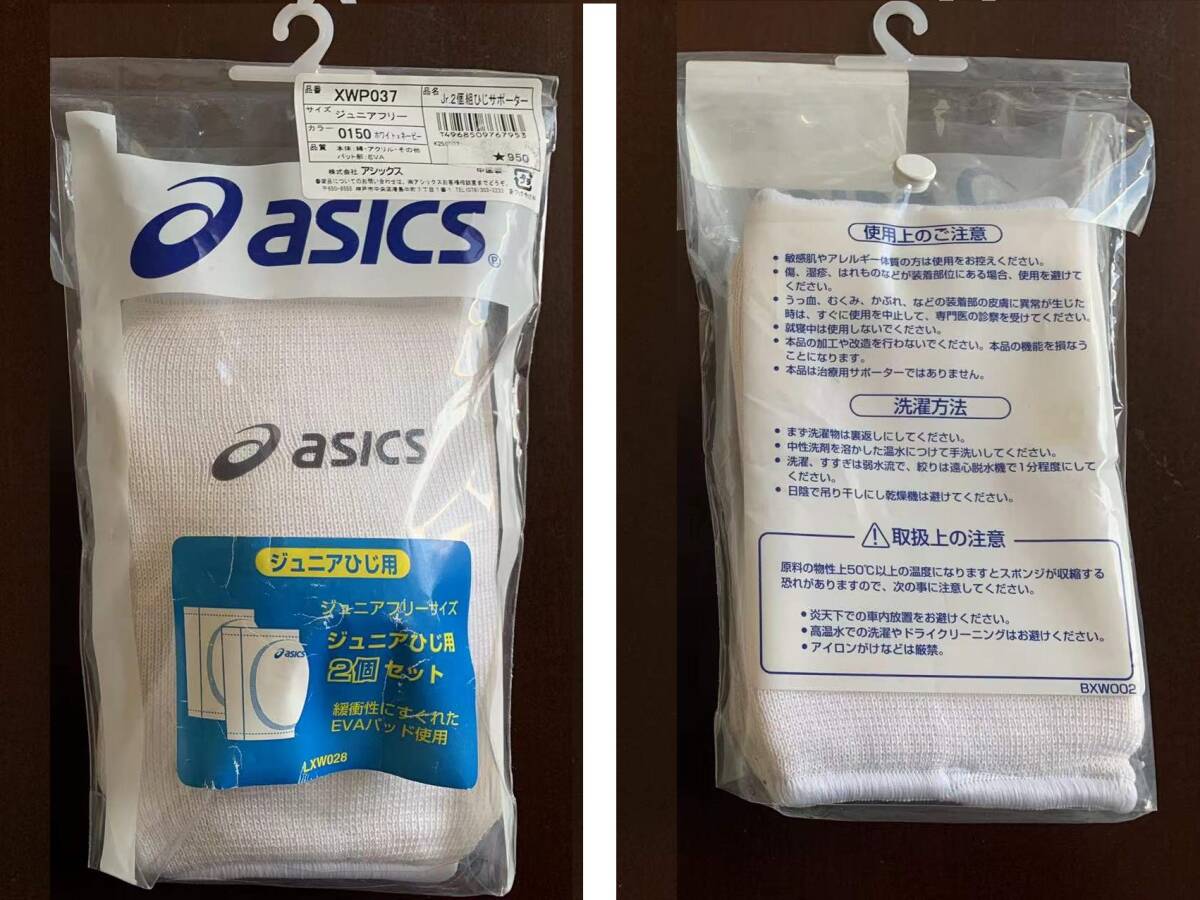 品番 XWP037
品名 Jr.2個組ひじサポーター
サイズ ジュニアフリー
カラー 0150 ホワイト×ネービー
T4968509767953
品質 本体:綿・アクリル・その他
パット部:EVA
★950
株式会社 アシックス
中国製
asics
asics
ジュニアひじ用
ジュニアフリーサイズ
ジュニアひじ用
2個セット
asics
緩衝性にすぐれた
EVAパッド使用
LXW028
使用上のご注意
• 敏感肌やアレルギー体質の方は使用をお控えください。
• 傷、湿疹、はれものなどが装着部位にある場合、使用を避けて
ください。
• うっ血、むくみ、かぶれ、などの装着部の皮膚に異常が生じた
時は、すぐに使用を中止して、専門医の診察を受けてください。
• 就寝中は使用しないでください。
• 本品の加工や改造を行わないでください。本品の機能を損なう
ことになります。
• 本品は治療用サポーターではありません。
洗濯方法
• まず洗濯物は裏返しにしてください。
• 中性洗剤を溶かした温水につけて手洗いしてください。
• 洗濯、すすぎは弱水流で、絞りは遠心脱水機で1分程度にして
ください。
• 日陰で吊り干しにし乾燥機は避けてください。
取扱上の注意
原料の物性上50℃以上の温度になりますとスポンジが収縮する
恐れがありますので、次の事に注意してください。
• 炎天下での車内放置をお避けください。
• 高温水での洗濯やドライクリーニングはお避けください。
• アイロンがけなどは厳禁。
BXW002